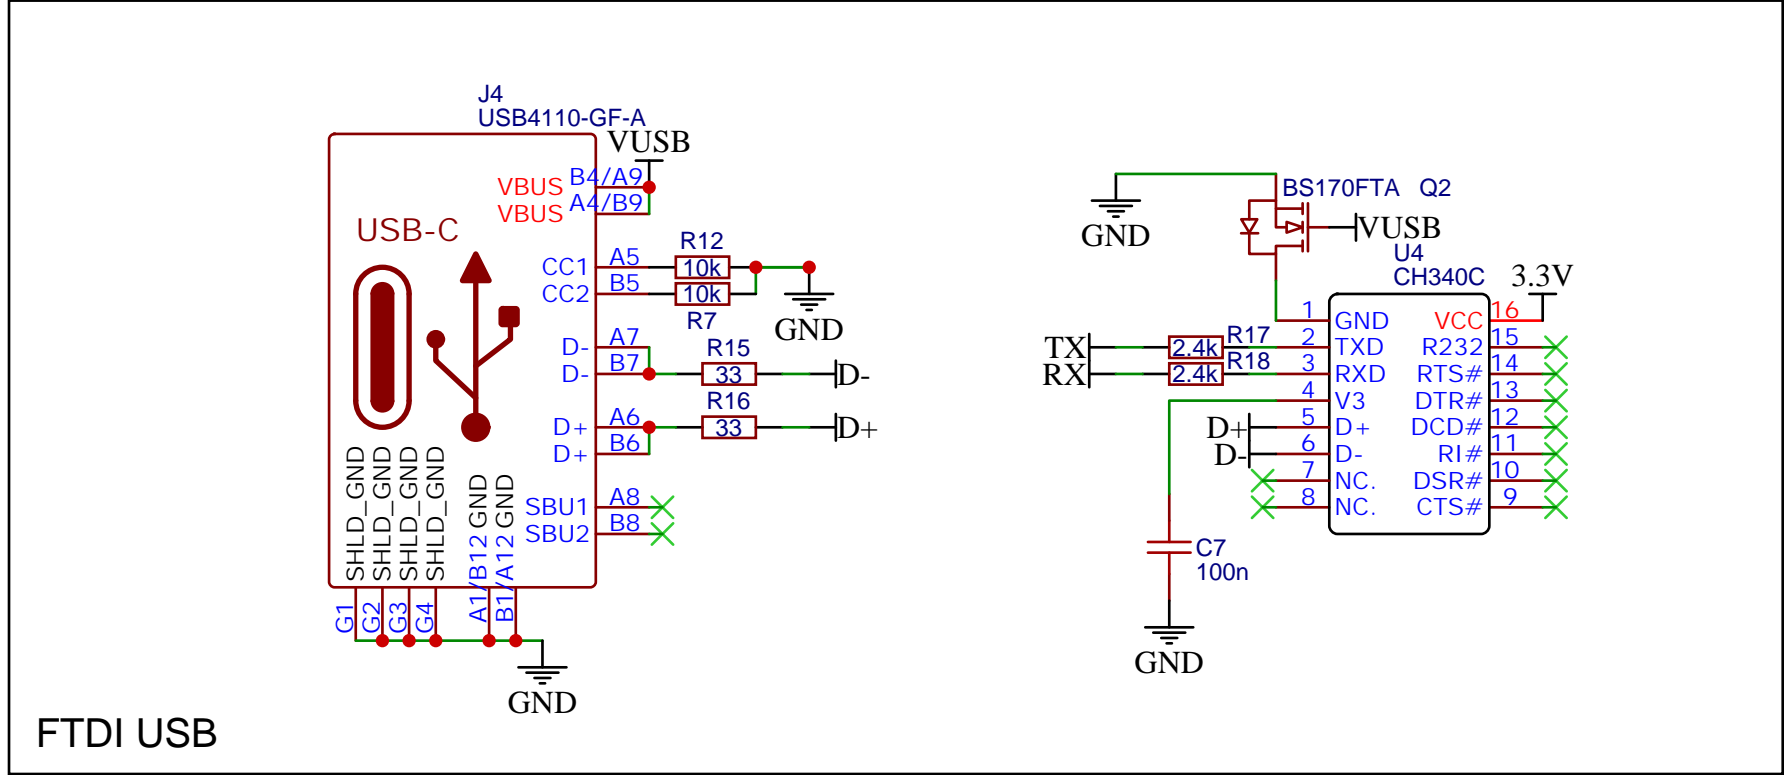 J4
USB4110-GF-A
VUSB
VBUS B4/A9
VBUS A4/B9
USB-C
CC1 A5
CC2 B5
R12
10k
10k
R7
GND
D- A7
D- B7
R15
33
D-
D+ A6
D+ B6
R16
33
D+
SBU1 A8
SBU2 B8
SHLD_GND
SHLD_GND
SHLD_GND
SHLD_GND
A1/B12 GND
B1/A12 GND
G1
G2
G3
G4
GND
FTDI USB
GND
BS170FTA Q2
VUSB
U4
CH340C
3.3V
TX
RX
R17
2.4k
R18
2.4k
1 GND
2 TXD
3 RXD
4 V3
5 D+
6 D-
7 NC.
8 NC.
VCC 16
R232 15
RTS# 14
DTR# 13
DCD# 12
RI# 11
DSR# 10
CTS# 9
D+
D-
C7
100n
GND